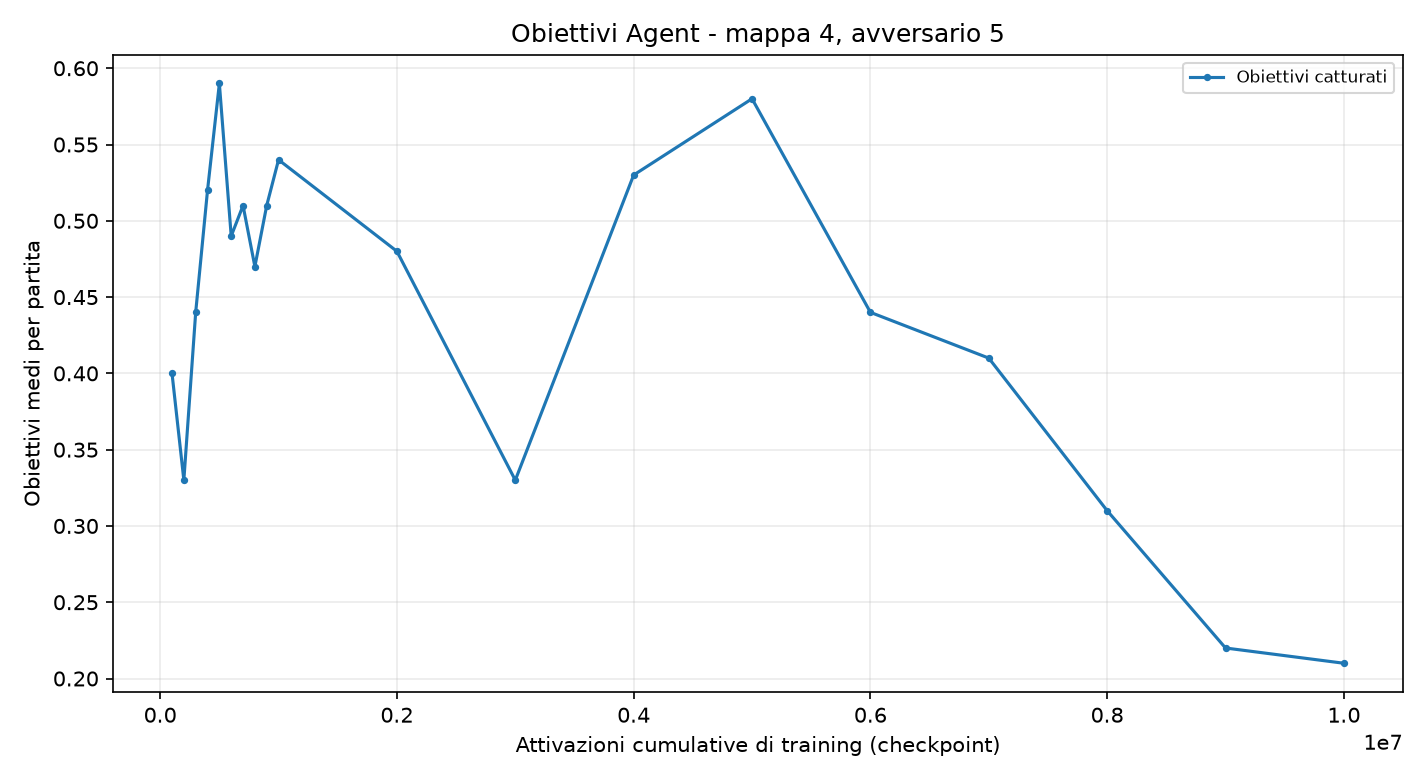 Obiettivi Agent - mappa 4, avversario 5
Obiettivi catturati
Obiettivi medi per partita
0.60
0.55
0.50
0.45
0.40
0.35
0.30
0.25
0.20
0.0 0.2 0.4 0.6 0.8 1.0
1e7
Attivazioni cumulative di training (checkpoint)